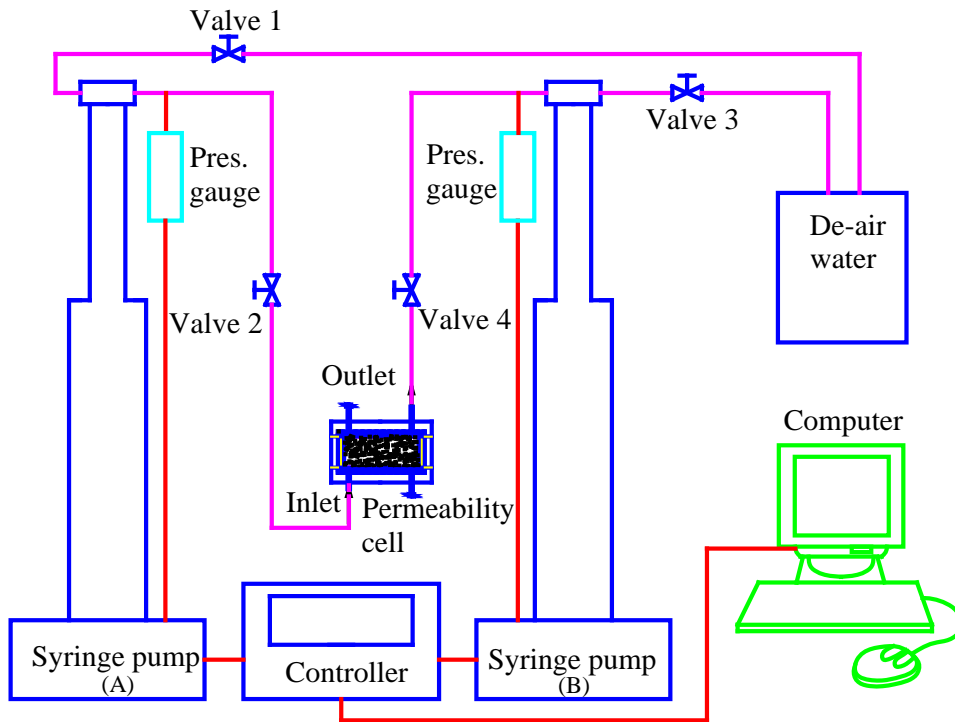 Valve 1
Valve 3
Pres.
gauge
Pres.
gauge
De-air
water
Valve 2
Valve 4
Outlet
Computer
Inlet
Permeability
cell
Syringe pump
(A)
Controller
Syringe pump
(B)